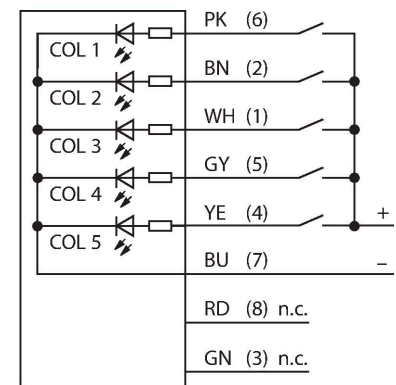 PK (6)
COL 1
BN (2)
COL 2
WH (1)
COL 3
GY (5)
COL 4
YE (4)
+
COL 5
BU (7)
–
RD (8) n.c.
GN (3) n.c.